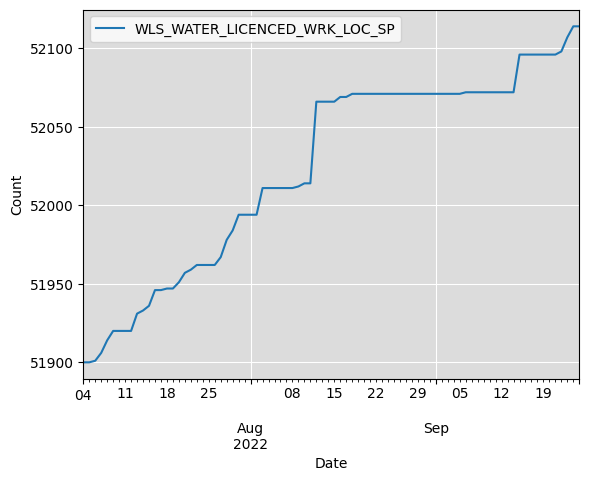 WLS_WATER_LICENCED_WRK_LOC_SP
52100
52050
52000
51950
51900
Count
04 11 18 25 08 15 22 29 05 12 19
Aug Sep
2022
Date